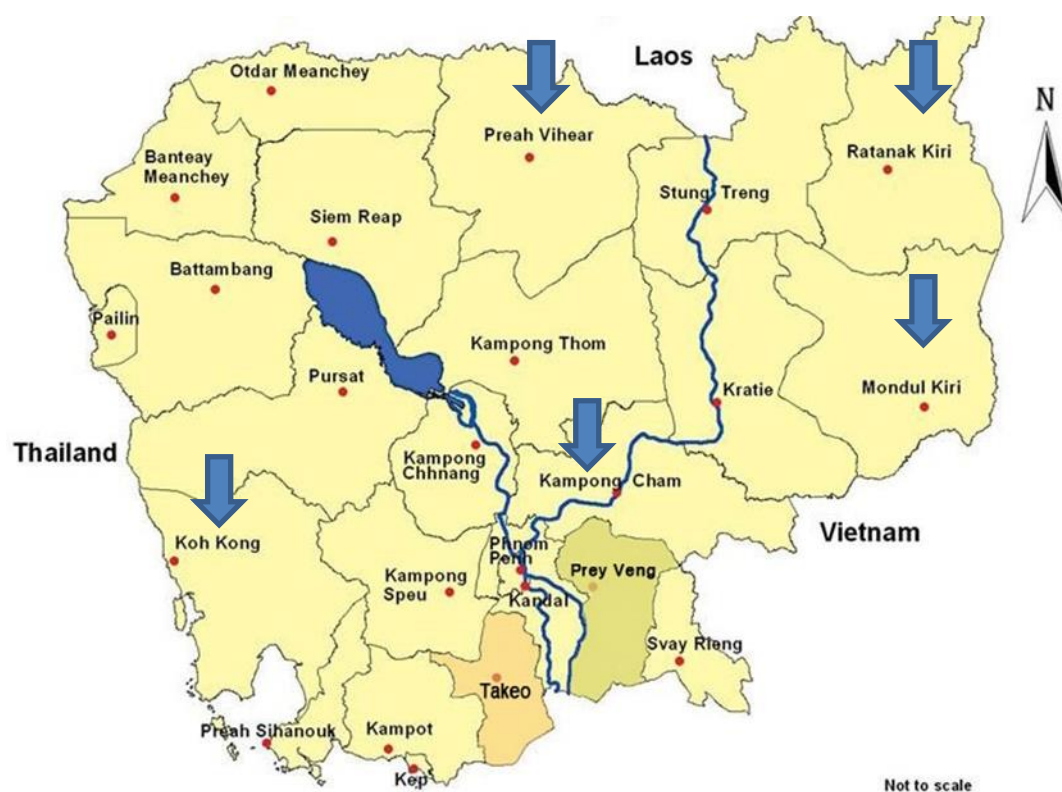 Laos
Otdar Meanchey
N
Preah Vihear
Banteay
Meanchey
Ratanak Kiri
Stung Treng
Siem Reap
Battambang
Pailin
Kampong Thom
Pursat
Kratie
Mondul Kiri
Thailand
Kampong
Chhnang
Kampong Cham
Vietnam
Koh Kong
Phnom
Penh
Prey Veng
Kampong
Speu
Kandal
Svay Rieng
Takeo
Preah Sihanouk
Kampot
Kep
Not to scale